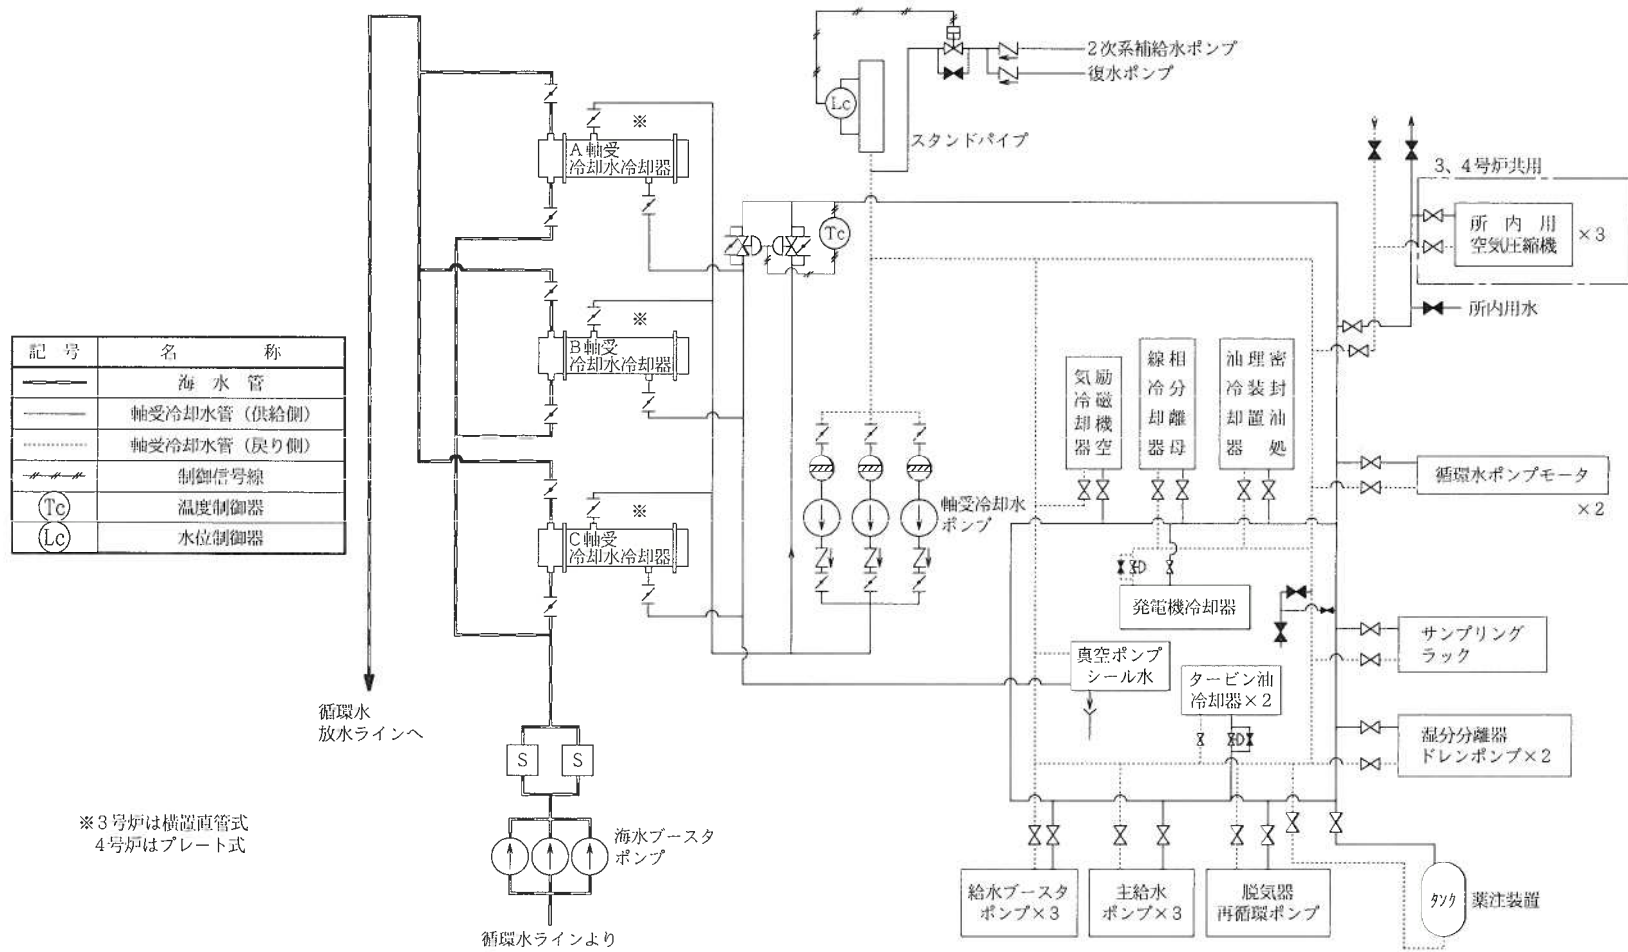 2次系補給水ポンプ
復水ポンプ
Lc
スタンドパイプ
3、4号炉共用
所内用
空気圧縮機
×3
所内用水
A軸受
冷却水冷却器
※
Tc
B軸受
冷却水冷却器
※
C軸受
冷却水冷却器
※
記号 名称
海水管
軸受冷却水管(供給側)
軸受冷却水管(戻り側)
制御信号線
Tc 温度制御器
Lc 水位制御器
励磁機空
気冷却器
相分離母
線冷却器
密封油処
理装置
油冷却器
循環水ポンプモータ
×2
軸受冷却水
ポンプ
発電機冷却器
サンプリング
ラック
真空ポンプ
シール水
タービン油
冷却器×2
湿分分離器
ドレンポンプ×2
循環水
放水ラインへ
S
S
※3号炉は横置直管式
4号炉はプレート式
海水ブースタ
ポンプ
循環水ラインより
給水ブースタ
ポンプ×3
主給水
ポンプ×3
脱気器
再循環ポンプ
タンク
薬注装置